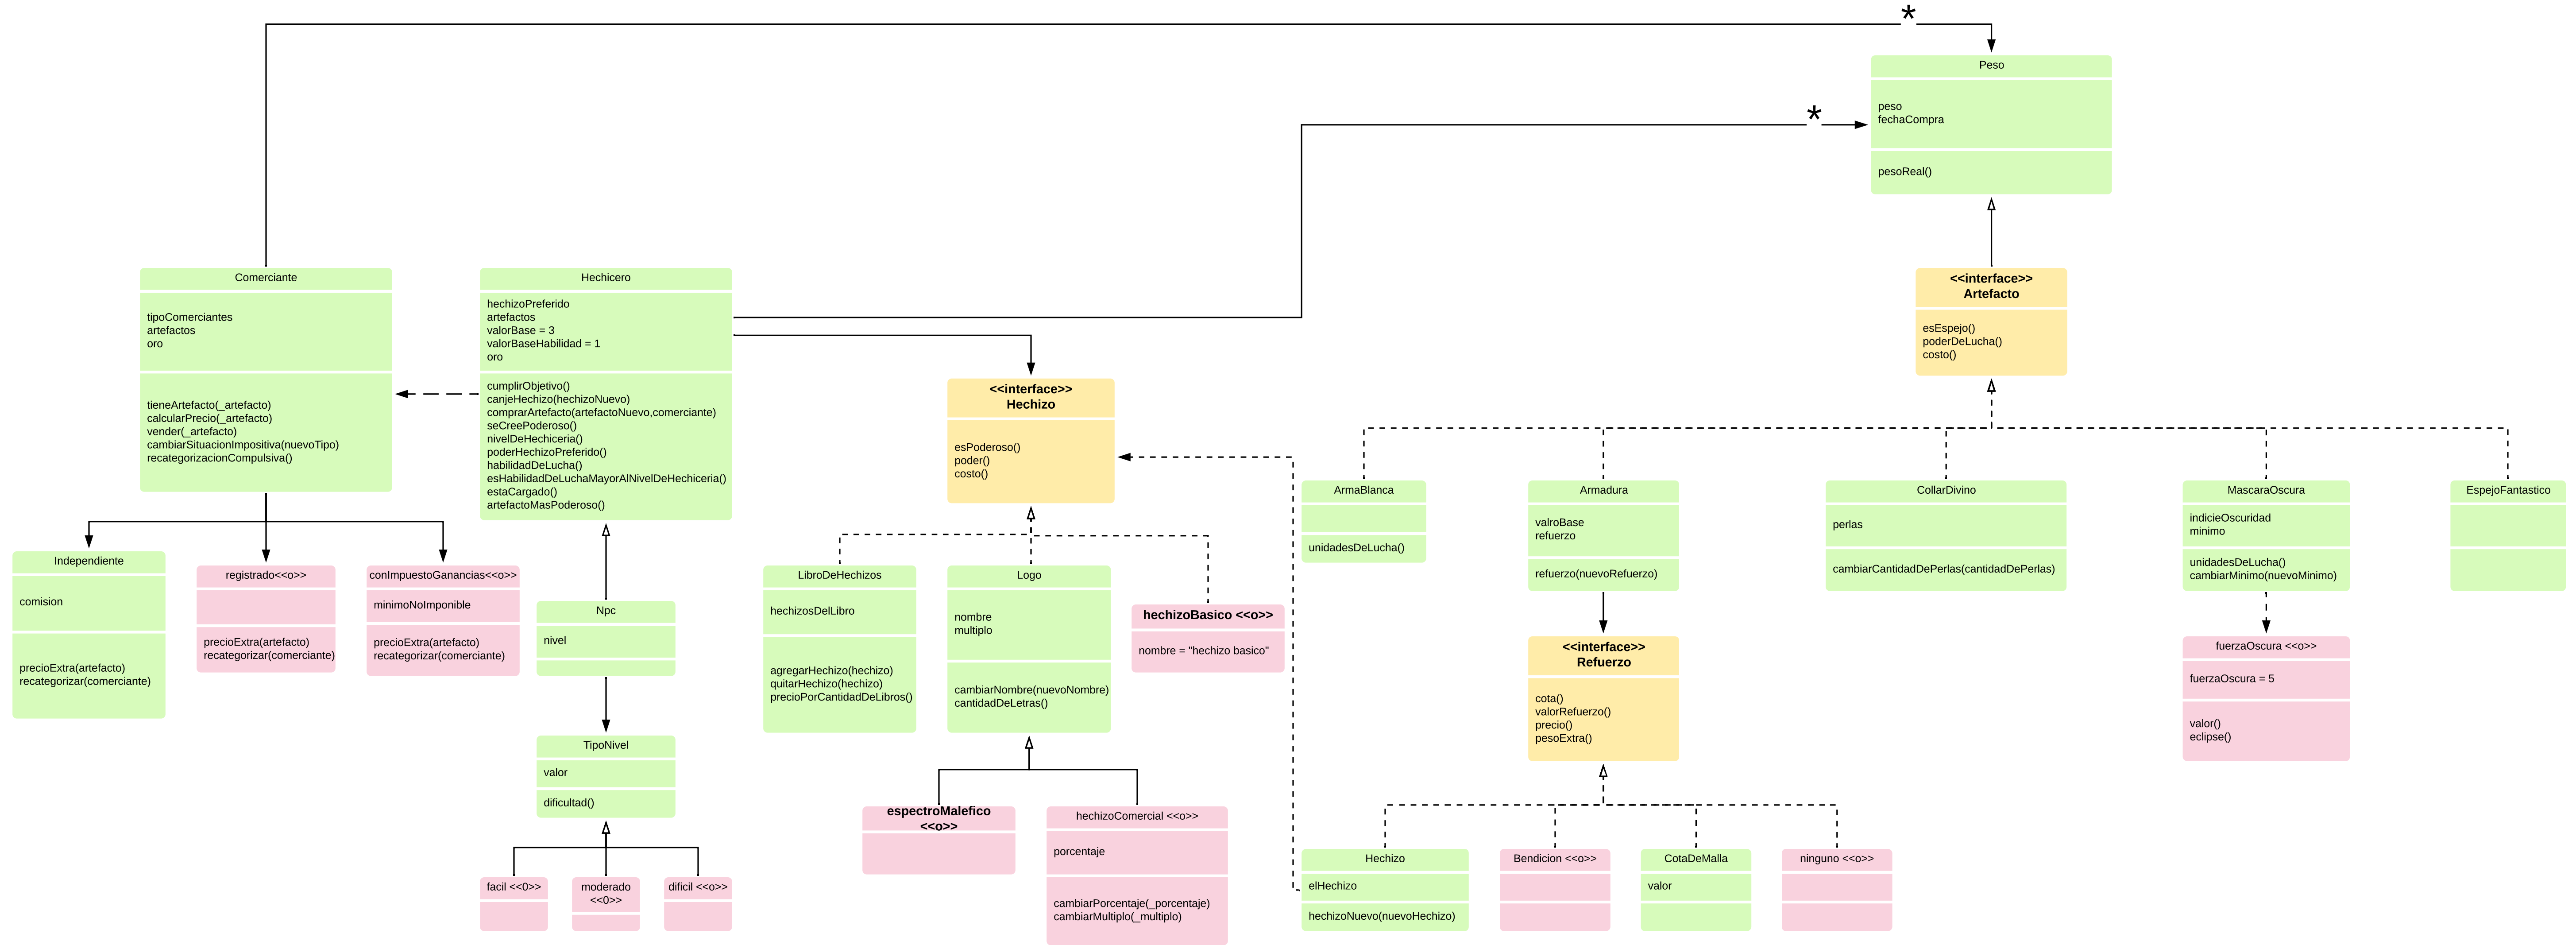 *
Peso
peso
fechaCompra
pesoReal()
*
Comerciante
tipoComerciantes
artefactos
oro
tieneArtefacto(_artefacto)
calcularPrecio(_artefacto)
vender(_artefacto)
cambiarSituacionImpositiva(nuevoTipo)
recategorizacionCompulsiva()
Hechicero
hechizoPreferido
artefactos
valorBase = 3
valorBaseHabilidad = 1
oro
cumplirObjetivo()
canjeHechizo(hechizoNuevo)
comprarArtefacto(artefactoNuevo,comerciante)
seCreePoderoso()
nivelDeHechiceria()
poderHechizoPreferido()
habilidadDeLucha()
esHabilidadDeLuchaMayorAlNivelDeHechiceria()
estaCargado()
artefactoMasPoderoso()
<<interface>>
Artefacto
esEspejo()
poderDeLucha()
costo()
<<interface>>
Hechizo
esPoderoso()
poder()
costo()
ArmaBlanca
unidadesDeLucha()
Armadura
valroBase
refuerzo
refuerzo(nuevoRefuerzo)
CollarDivino
perlas
cambiarCantidadDePerlas(cantidadDePerlas)
MascaraOscura
indicieOscuridad
minimo
unidadesDeLucha()
cambiarMinimo(nuevoMinimo)
EspejoFantastico
Independiente
comision
precioExtra(artefacto)
recategorizar(comerciante)
registrado<<o>>
precioExtra(artefacto)
recategorizar(comerciante)
conImpuestoGanancias<<o>>
minimoNoImponible
precioExtra(artefacto)
recategorizar(comerciante)
Npc
nivel
LibroDeHechizos
hechizosDelLibro
agregarHechizo(hechizo)
quitarHechizo(hechizo)
precioPorCantidadDeLibros()
Logo
nombre
multiplo
cambiarNombre(nuevoNombre)
cantidadDeLetras()
hechizoBasico <<o>>
nombre = "hechizo basico"
<<interface>>
Refuerzo
cota()
valorRefuerzo()
precio()
pesoExtra()
fuerzaOscura <<o>>
fuerzaOscura = 5
valor()
eclipse()
TipoNivel
valor
dificultad()
espectroMalefico
<<o>>
hechizoComercial <<o>>
porcentaje
cambiarPorcentaje(_porcentaje)
cambiarMultiplo(_multiplo)
facil <<0>>
moderado
<<0>>
dificil <<o>>
Hechizo
elHechizo
hechizoNuevo(nuevoHechizo)
Bendicion <<o>>
CotaDeMalla
valor
ninguno <<o>>